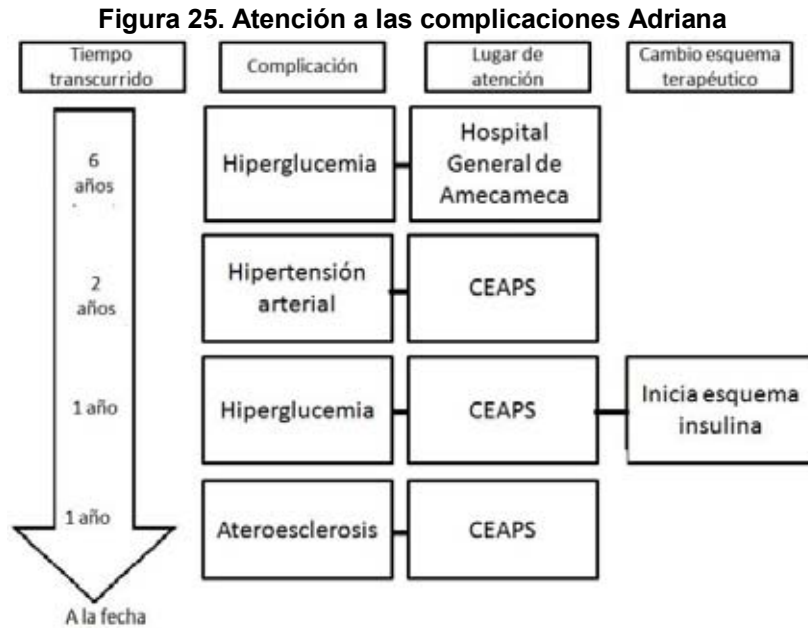 Figura 25. Atención a las complicaciones Adriana
Tiempo
transcurrido
Complicación
Lugar de
atención
Cambio esquema
terapéutico
6
años
Hiperglucemia
Hospital
General de
Amecameca
2
años
Hipertensión
arterial
CEAPS
1 año
Hiperglucemia
CEAPS
Inicia esquema
insulina
1 año
Ateroesclerosis
CEAPS
A la fecha